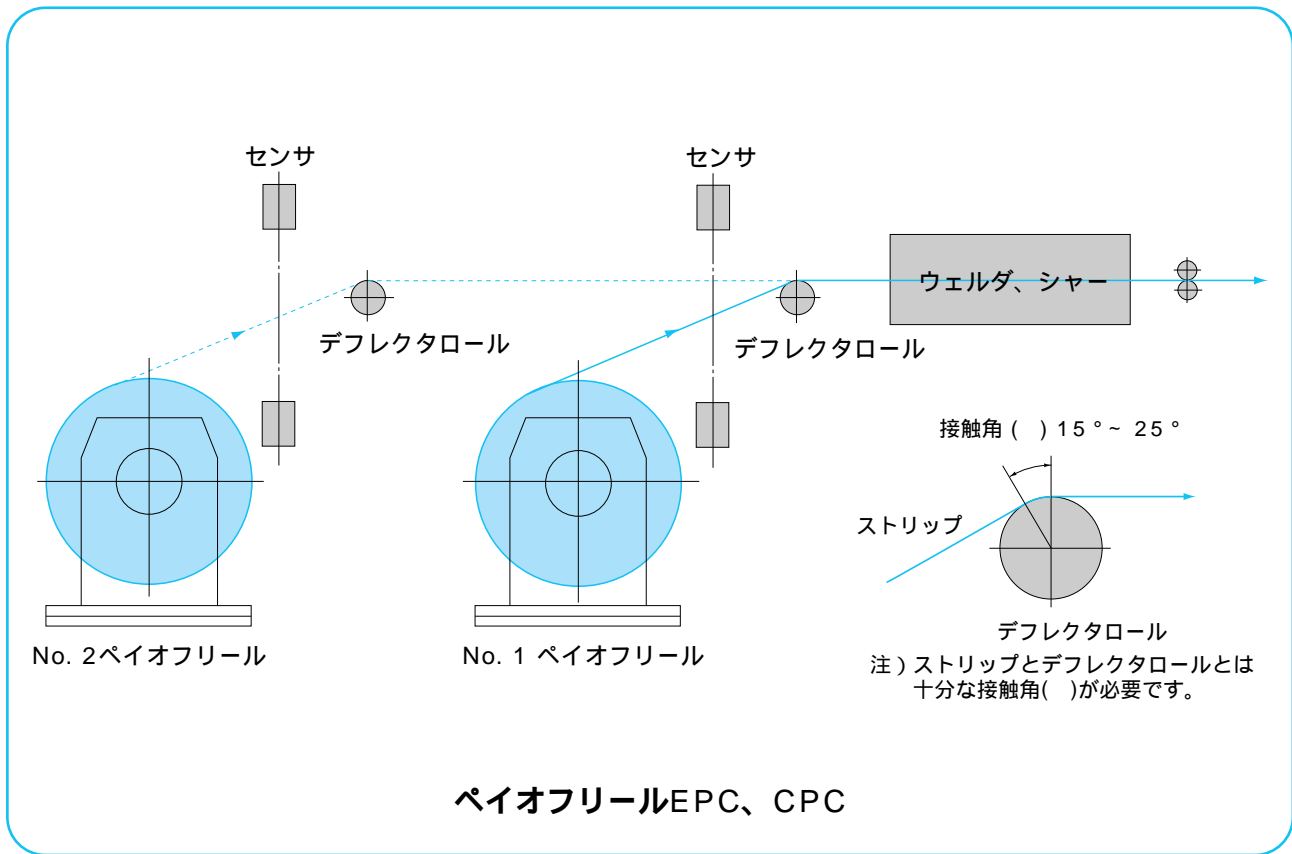 センサ
センサ
ウェルダ、シャー
デフレクタロール
デフレクタロール
接触角 ( ) 15°~ 25°
ストリップ
デフレクタロール
No. 2ペイオフリール
No. 1 ペイオフリール
注 ) ストリップとデフレクタロールとは
十分な接触角( )が必要です。
ペイオフリールEPC、CPC